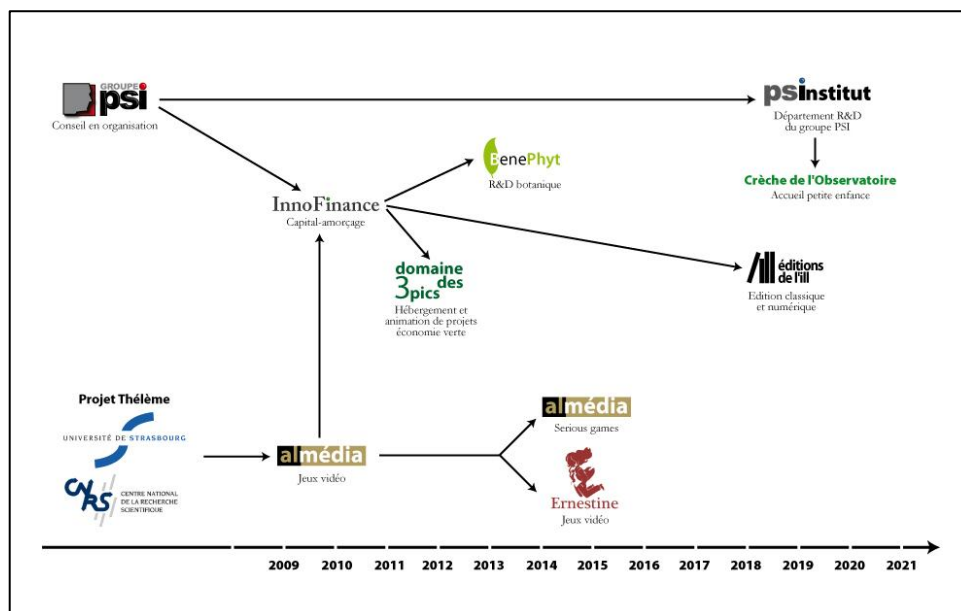 GROUPE
psi
Conseil en organisation
psinstitut
Département R&D
du groupe PSI
BenePhyt
R&D botanique
Crèche de l'Observatoire
Accueil petite enfance
InnoFinance
Capital-amorçage
domaine
des
3pics
Hébergement et
animation de projets
économie verte
éditions
de l'ill
Edition classique
et numérique
Projet Thélème
UNIVERSITÉ DE STRASBOURG
CNRS
CENTRE NATIONAL
DE LA RECHERCHE
SCIENTIFIQUE
almédia
Jeux vidéo
almédia
Serious games
Ernestine
Jeux vidéo
2009 2010 2011 2012 2013 2014 2015 2016 2017 2018 2019 2020 2021